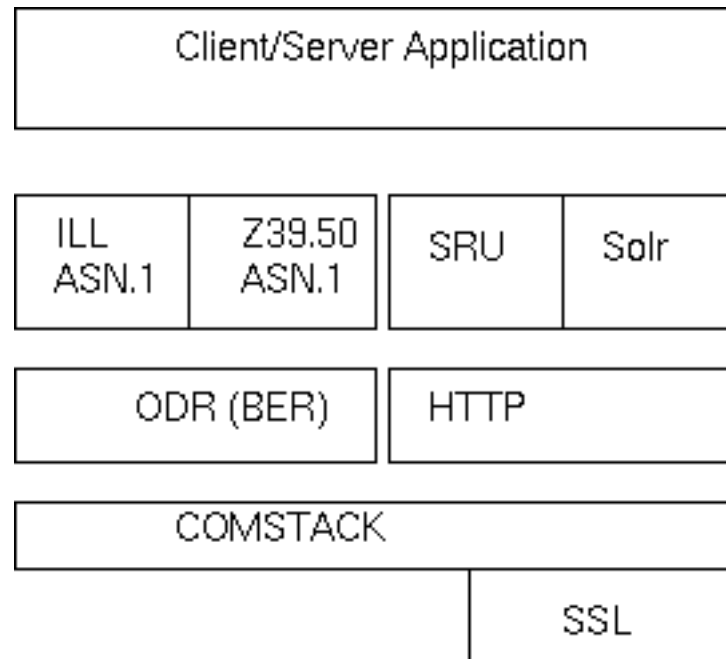 Client/Server Application
ILL
ASN.1
Z39.50
ASN.1
SRU
Solr
ODR (BER)
HTTP
COMSTACK
SSL